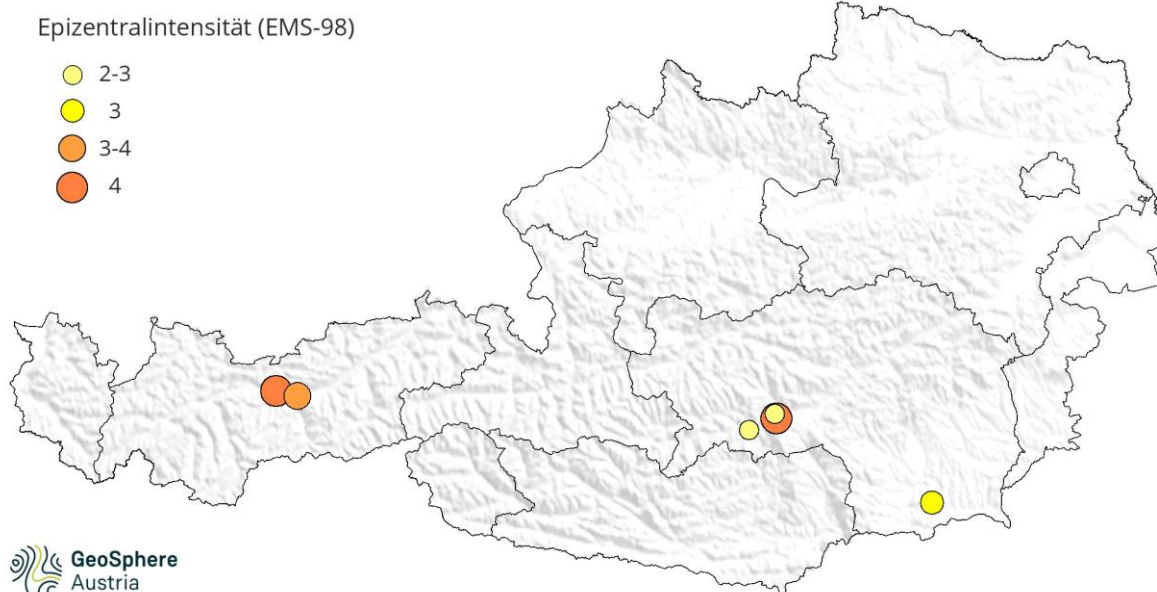 Epizentralintensität (EMS-98)
2-3
3
3-4
4
GeoSphere
Austria